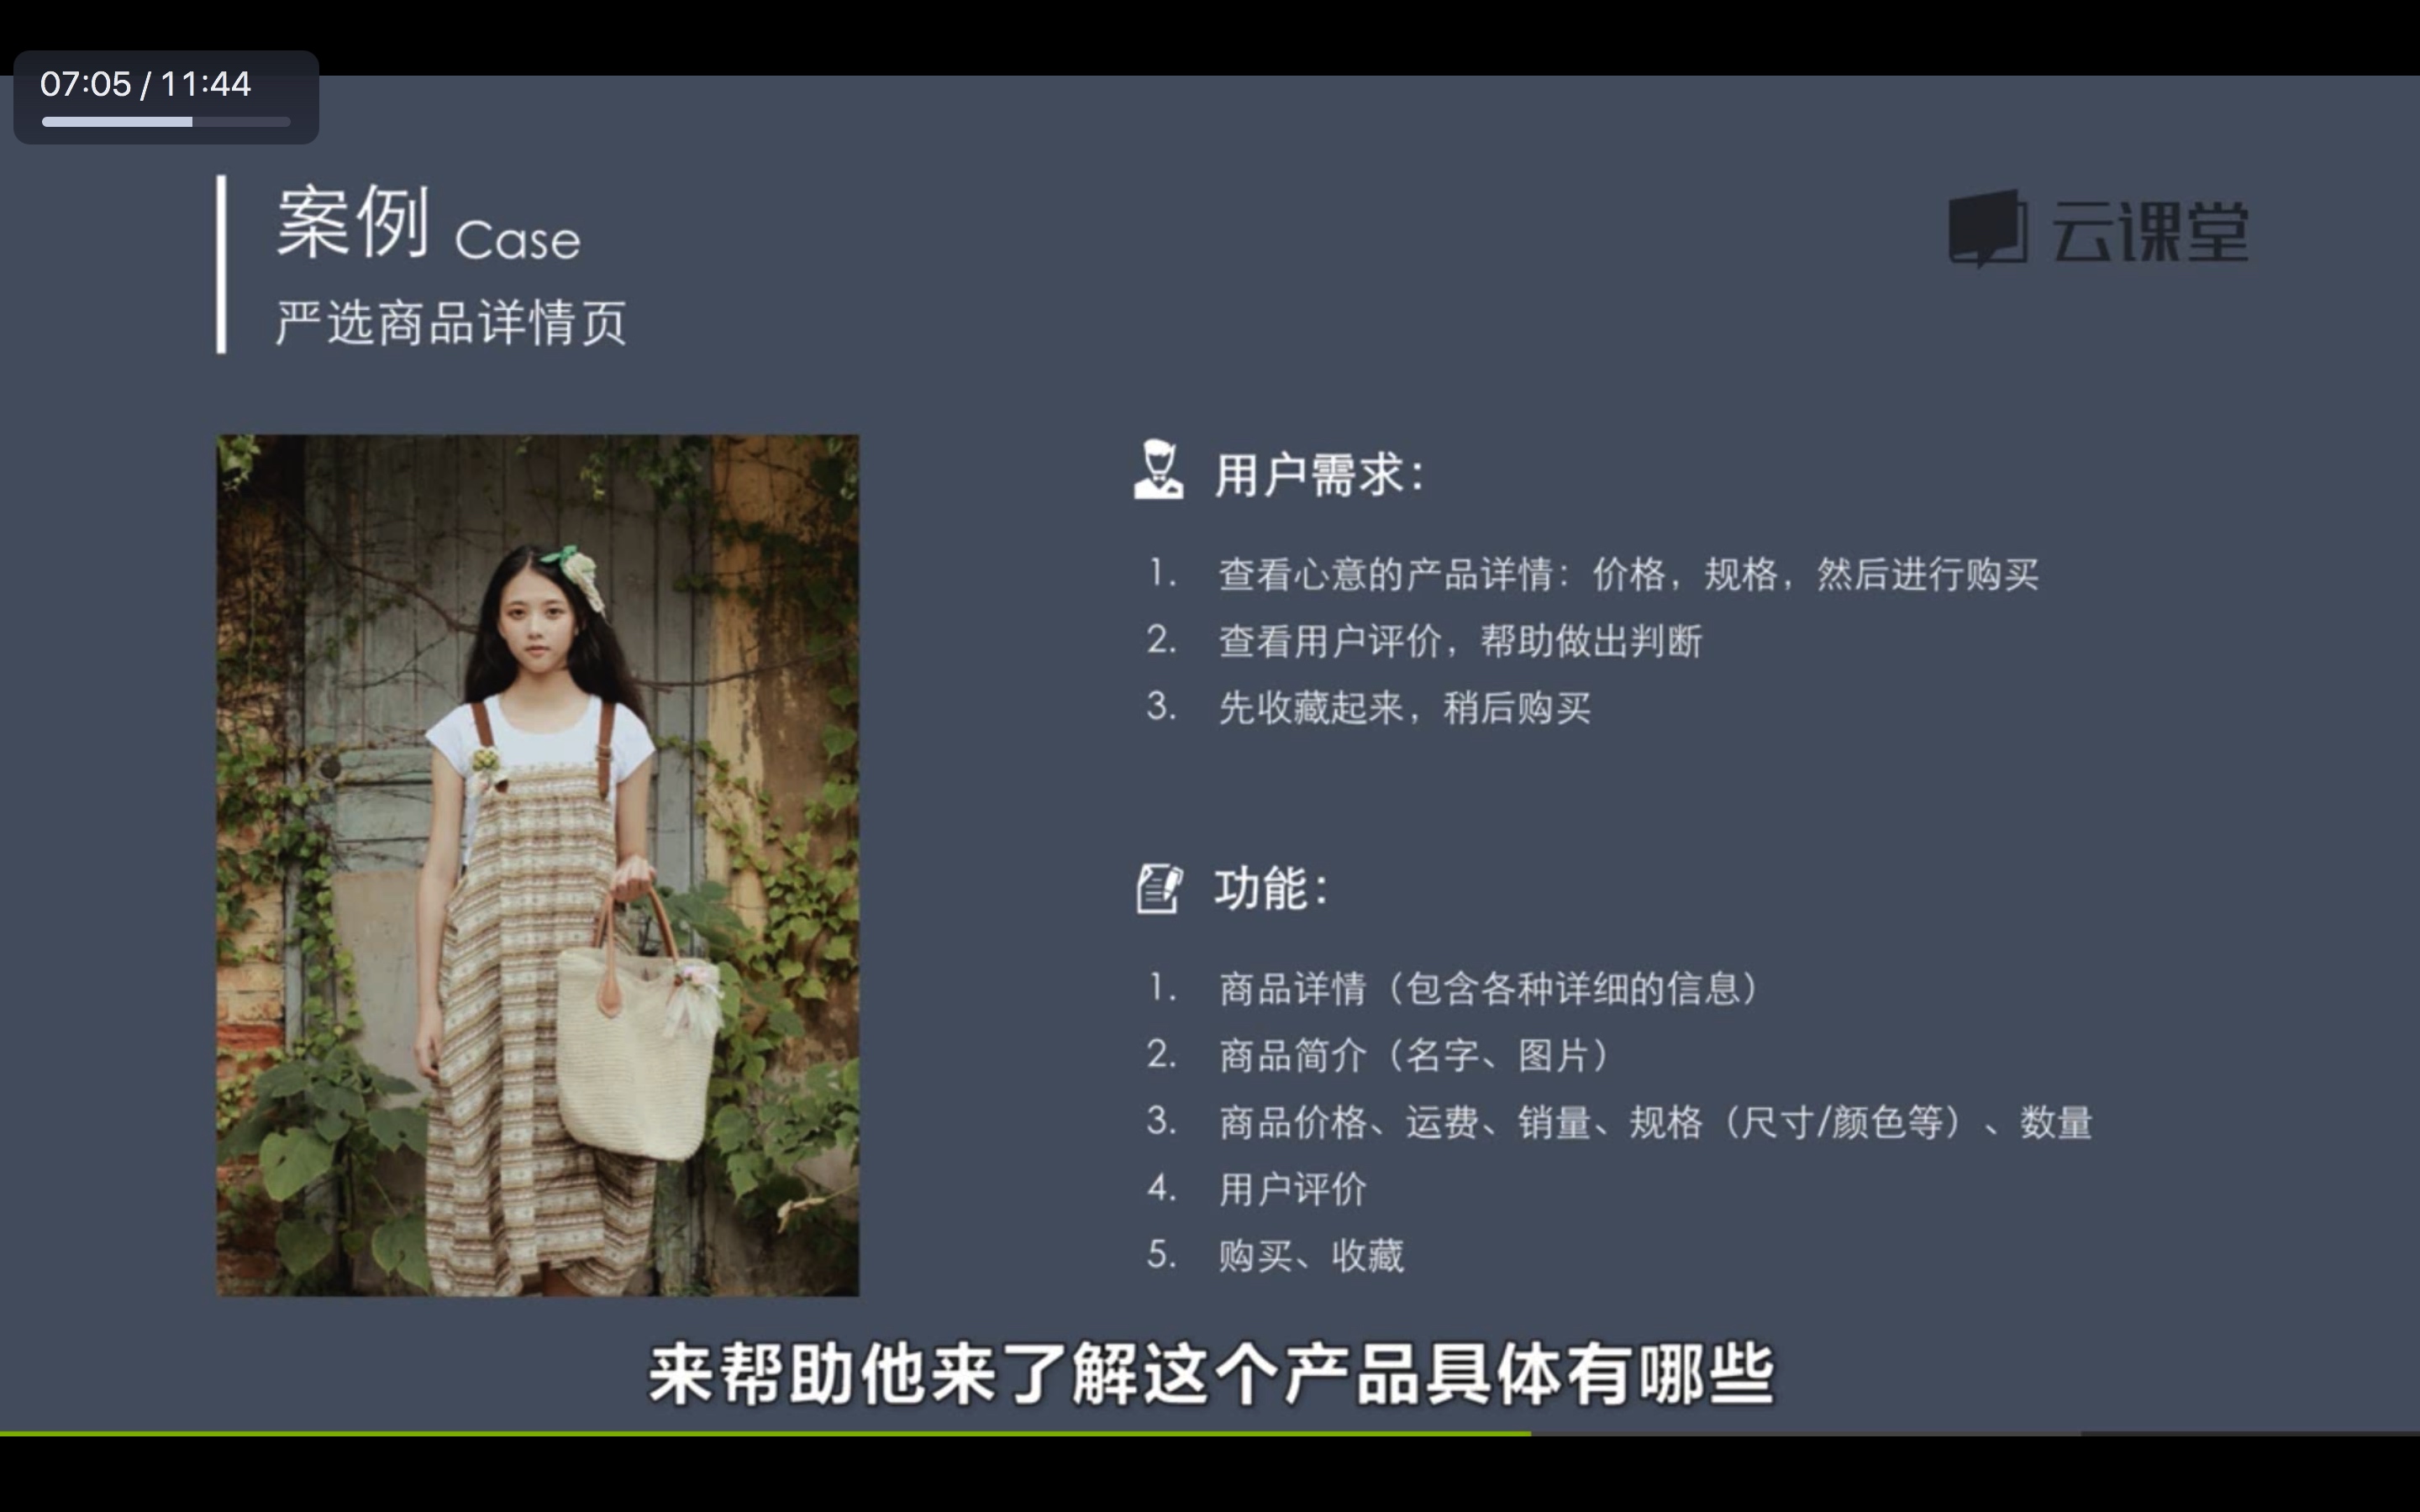 07:05 / 11:44
案例 Case
严选商品详情页
云课堂
用户需求：
1. 查看心意的产品详情：价格，规格，然后进行购买
2. 查看用户评价，帮助做出判断
3. 先收藏起来，稍后购买
功能：
1. 商品详情（包含各种详细的信息）
2. 商品简介（名字、图片）
3. 商品价格、运费、销量、规格（尺寸/颜色等）、数量
4. 用户评价
5. 购买、收藏
来帮助他来了解这个产品具体有哪些